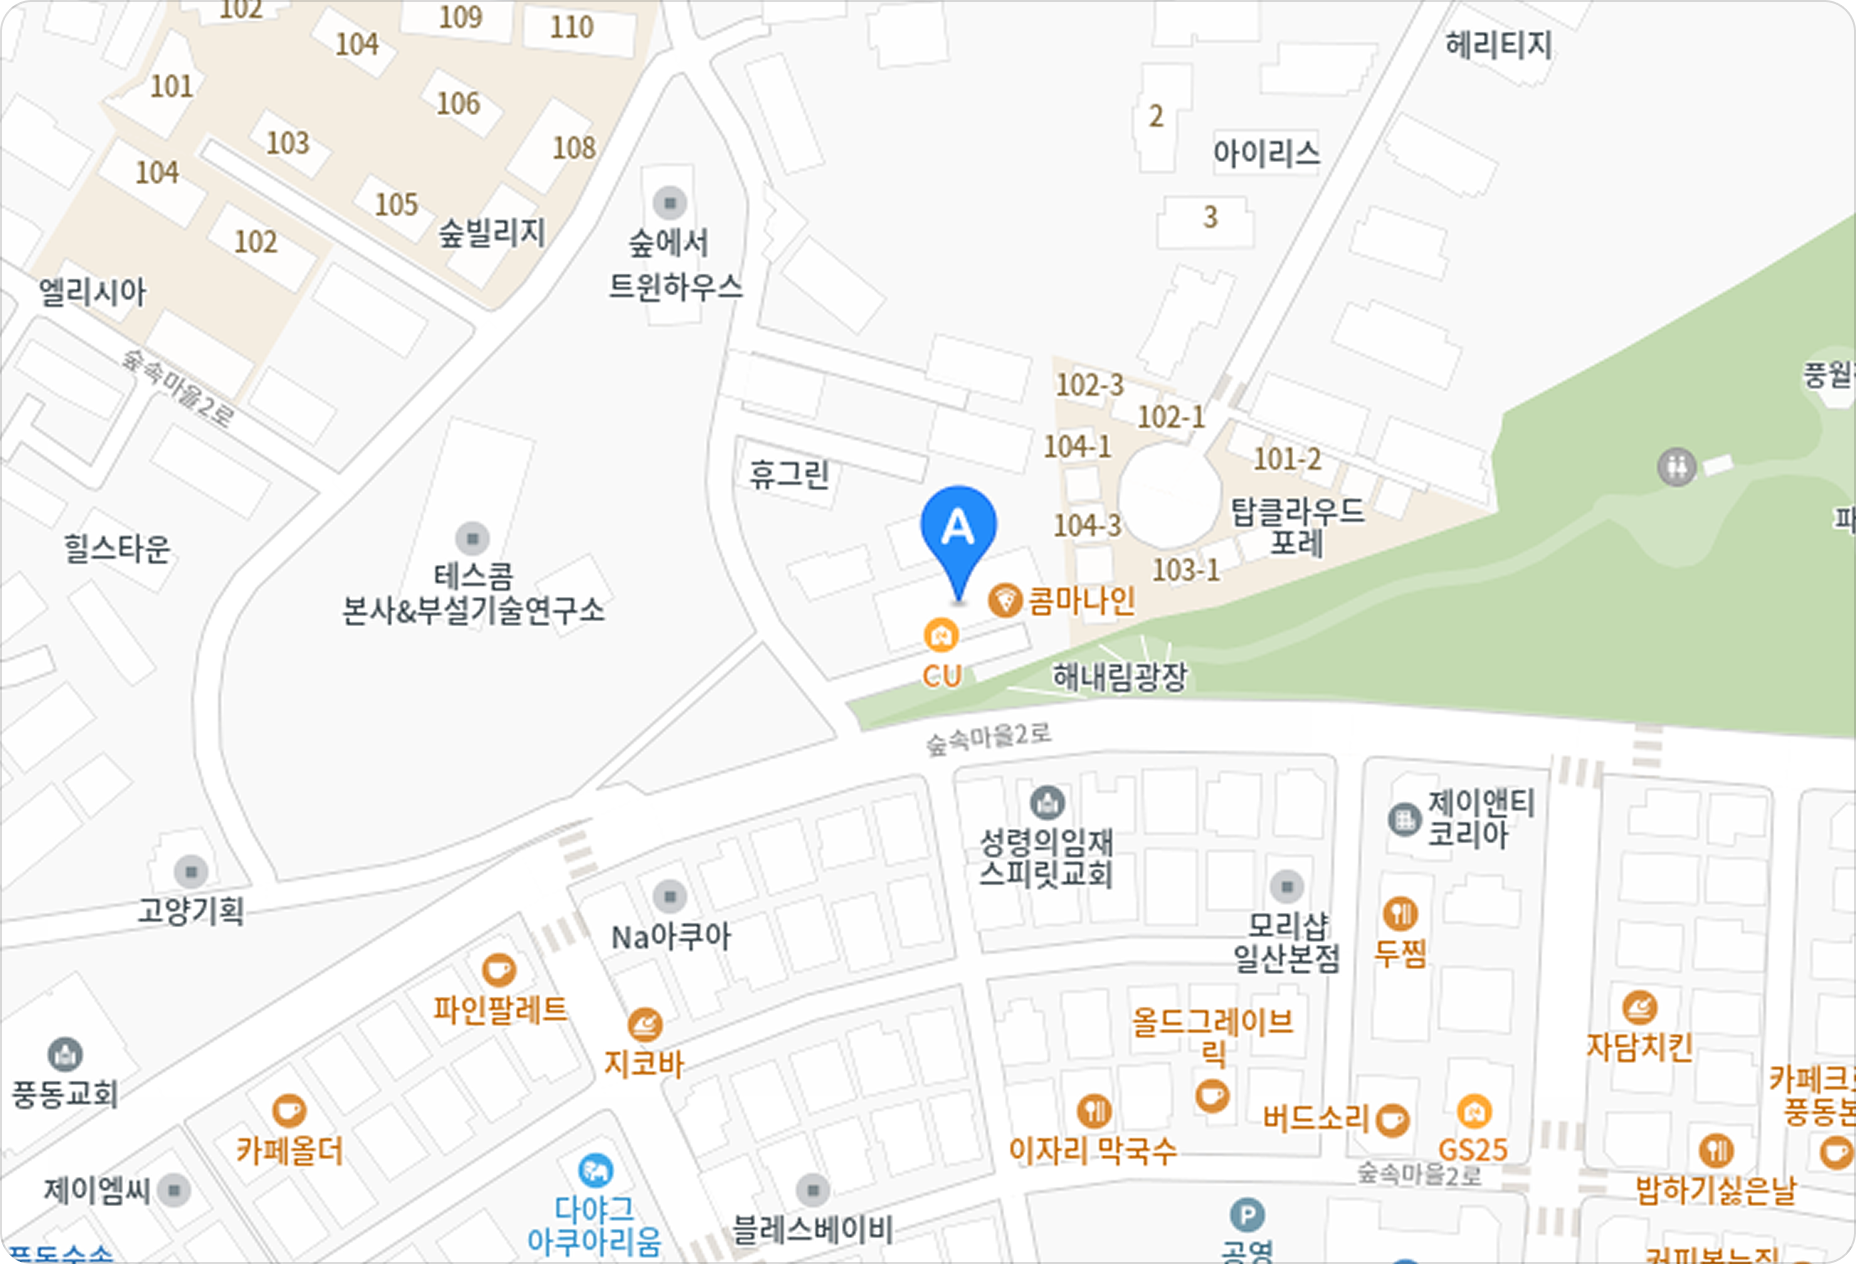 102
109
110
104
헤리티지
101
106
2
103
108
아이리스
104
105
3
102
숲빌리지
숲에서
트윈하우스
엘리시아
숲속마을2로
102-3
102-1
풍월
104-1
101-2
휴그린
탑클라우드
포레
A
104-3
힐스타운
테스콤
본사&부설기술연구소
103-1
콤마나인
CU
해내림광장
숲속마을2로
제이앤티
코리아
성령의임재
스피릿교회
고양기획
Na아쿠아
모리샵
일산본점
두찜
파인팔레트
올드그레이브
릭
지코바
자담치킨
풍동교회
카페올더
이자리 막국수
버드소리
GS25
풍동본
숲속마을2로
제이엠씨
밥하기싫은날
다야그
아쿠아리움
블레스베이비
P
공영